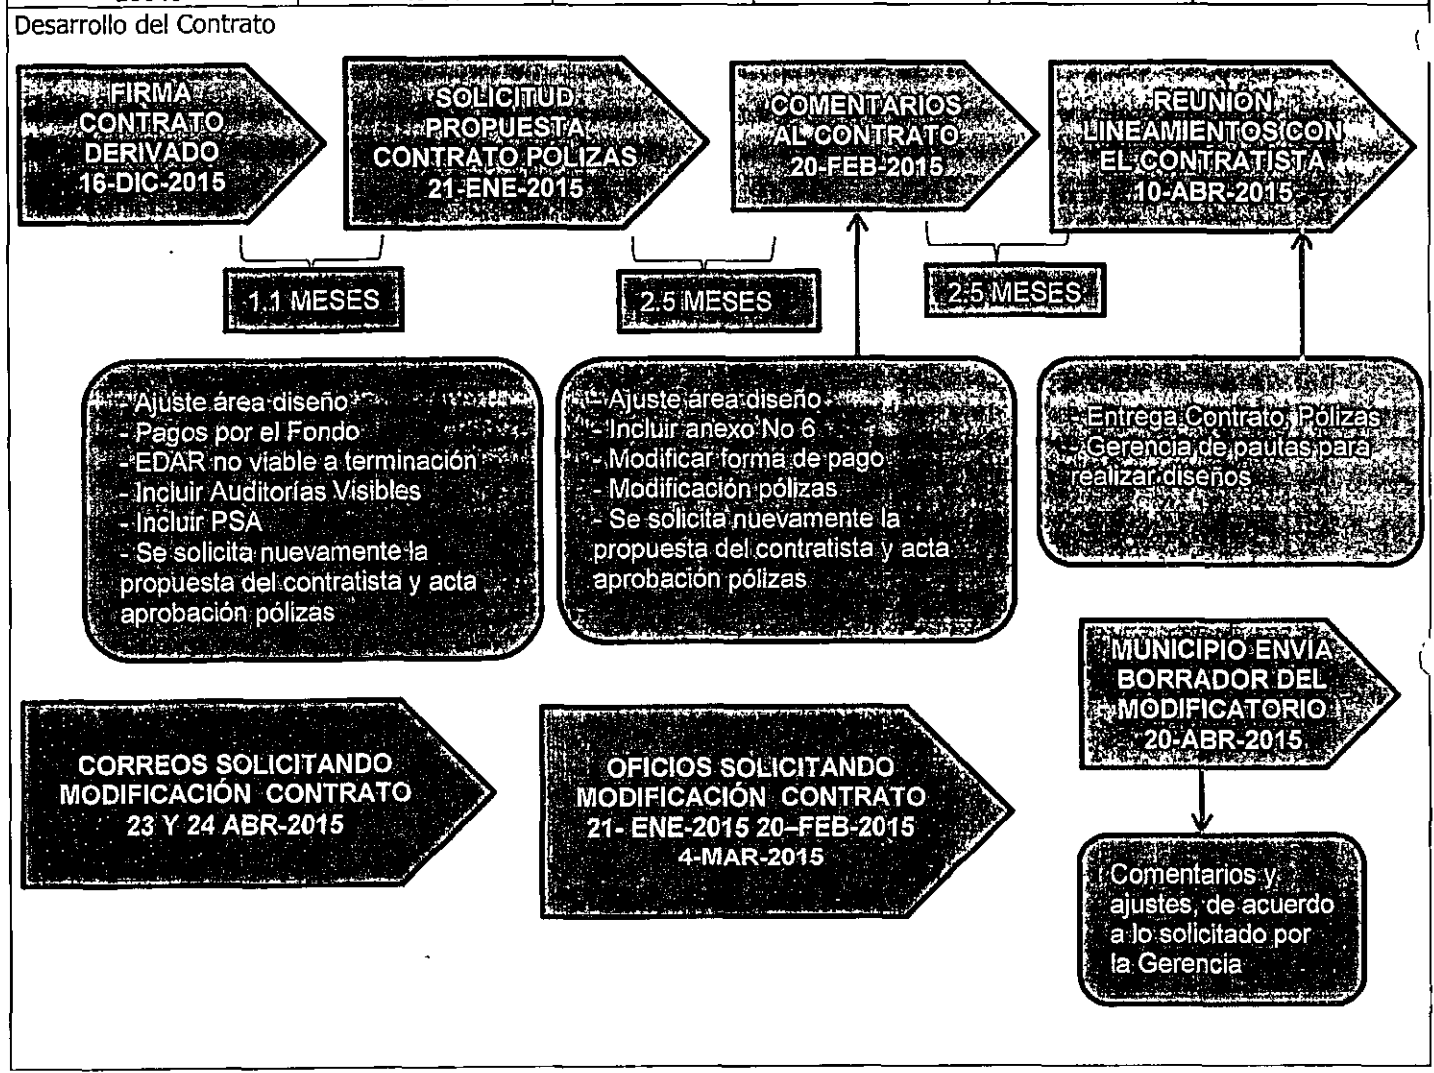 Desarrollo del Contrato
FIRMA
CONTRATO
DERIVADO
16-DIC-2015
SOLICITUD
PROPUESTA
CONTRATO POLIZAS
21-ENE-2015
COMENTARIOS
AL CONTRATO
20-FEB-2015
REUNIÓN
LINEAMIENTOS CON
EL CONTRATISTA
10-ABR-2015
1.1 MESES
2.5 MESES
2.5 MESES
- Ajuste área diseño
- Pagos por el Fondo
- EDAR no viable a terminación
- Incluir Auditorías Visibles
- Incluir PSA
- Se solicita nuevamente la
propuesta del contratista y acta
aprobación pólizas
- Ajuste área diseño
- Incluir anexo No 6
- Modificar forma de pago
- Modificación pólizas
- Se solicita nuevamente la
propuesta del contratista y acta
aprobación pólizas
- Entrega Contrato, Pólizas
- Gerencia de pautas para
realizar diseños
MUNICIPIO ENVÍA
BORRADOR DEL
MODIFICATORIO
20-ABR-2015
CORREOS SOLICITANDO
MODIFICACIÓN CONTRATO
23 Y 24 ABR-2015
OFICIOS SOLICITANDO
MODIFICACIÓN CONTRATO
21- ENE-2015 20–FEB-2015
4-MAR-2015
Comentarios y
ajustes, de acuerdo
a lo solicitado por
la Gerencia